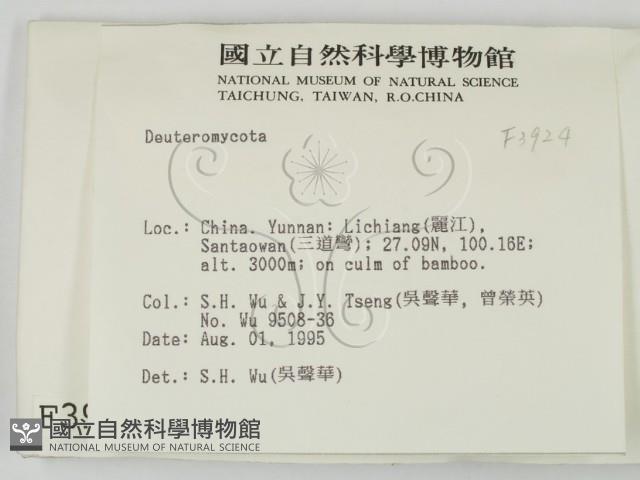 國立自然科學博物館
NATIONAL MUSEUM OF NATURAL SCIENCE
TAICHUNG, TAIWAN, R.O.CHINA
Deuteromycota
F3924
Loc.: China. Yunnan: Lichiang(麗江),
Santaowan(三道彎); 27.09N, 100.16E;
alt. 3000m; on culm of bamboo.
Col.: S.H. Wu & J.Y. Tseng(吳聲華, 曾榮英)
No. Wu 9508-36
Date: Aug. 01, 1995
Det.: S.H. Wu(吳聲華)
F39
國立自然科學博物館
NATIONAL MUSEUM OF NATURAL SCIENCE